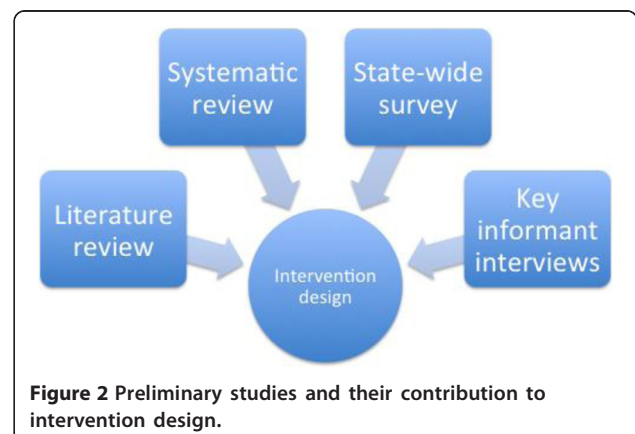 Systematic
review
State-wide
survey
Literature
review
Key
informant
interviews
Intervention
design
Figure 2 Preliminary studies and their contribution to
intervention design.